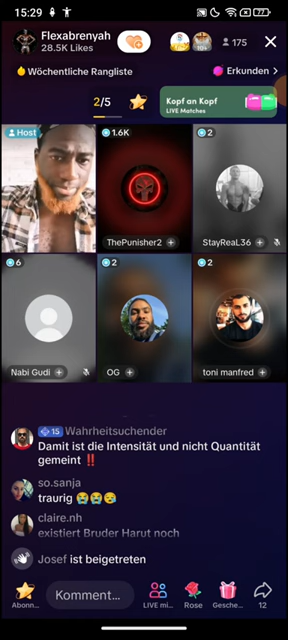 15:29
77
Flexabrenyah
28.5K Likes
175
Wöchentliche Rangliste
Erkunden
2/5
Kopf an Kopf
LIVE Matches
Host
1.6K
2
ThePunisher2
StayReaL36
6
2
2
Nabi Gudi
OG
toni manfred
15 Wahrheitsuchender
Damit ist die Intensität und nicht Quantität
gemeint ‼️
so.sanja
traurig 😭😭😔
claire.nh
existiert Bruder Harut noch
Josef ist beigetreten
Abonn...
Komment...
LIVE mi...
Rose
Gesche...
12